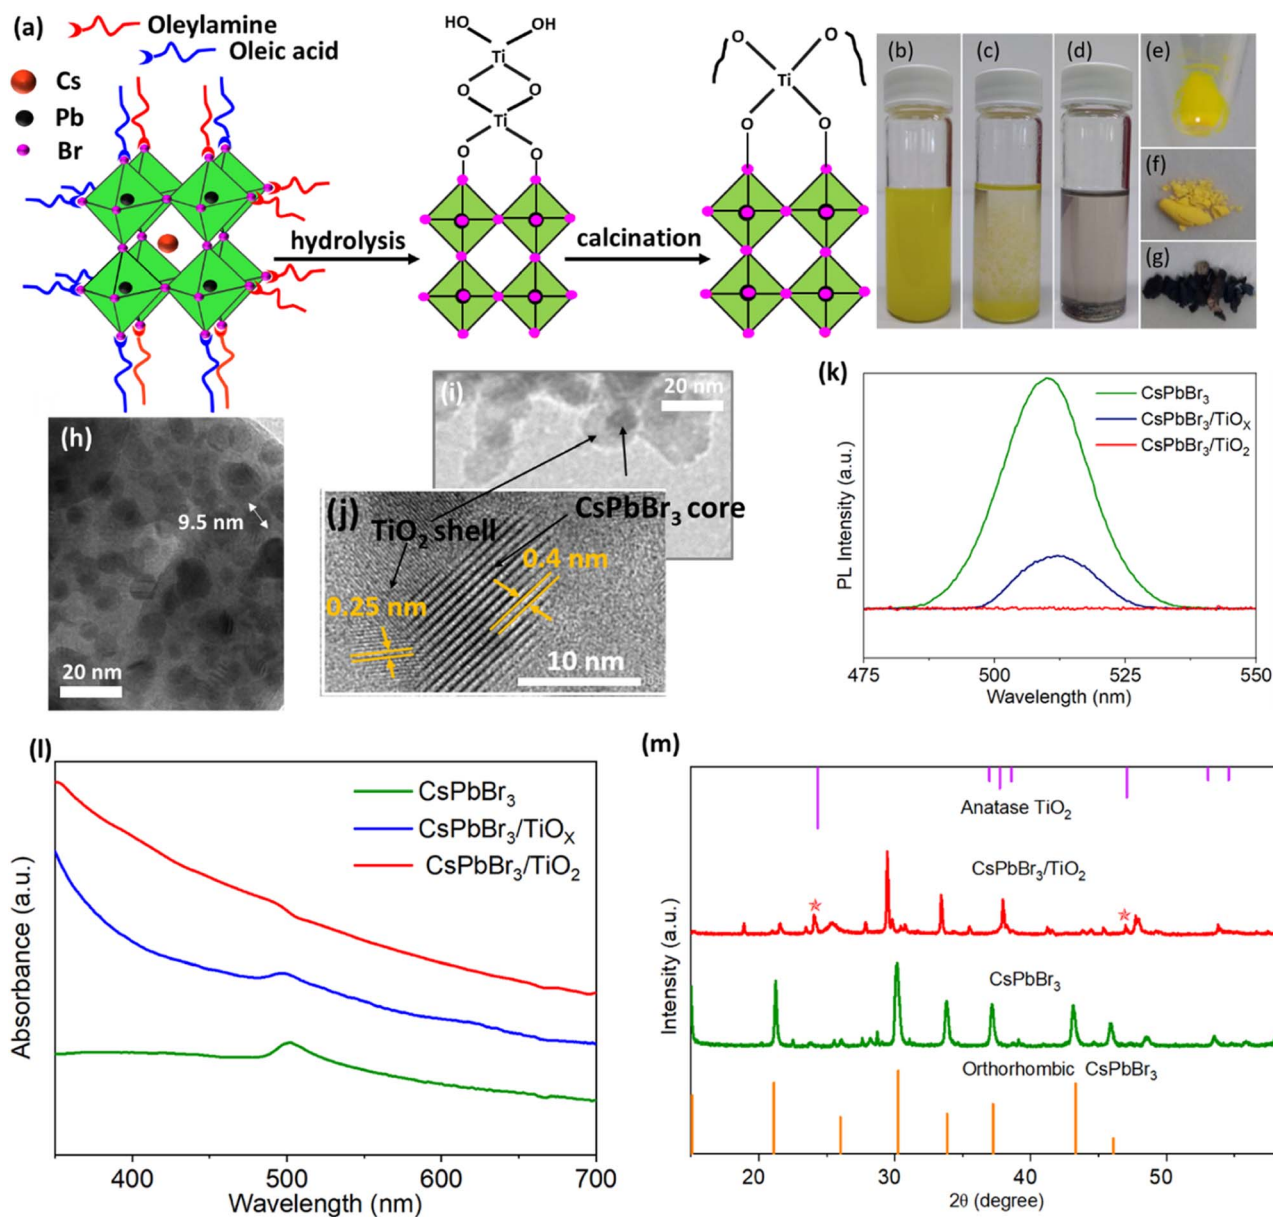 (a)
Oleylamine
Oleic acid
Cs
Pb
Br
hydrolysis
HO
OH
Ti
O
O
Ti
O
O
calcination
O
O
Ti
O
O
(b)
(c)
(d)
(e)
(f)
(g)
(h)
9.5 nm
20 nm
(i)
20 nm
(j)
TiO₂ shell
CsPbBr₃ core
0.4 nm
0.25 nm
10 nm
(k)
PL Intensity (a.u.)
CsPbBr₃
CsPbBr₃/TiOₓ
CsPbBr₃/TiO₂
475
500
525
550
Wavelength (nm)
(l)
Absorbance (a.u.)
CsPbBr₃
CsPbBr₃/TiOₓ
CsPbBr₃/TiO₂
400
500
600
700
Wavelength (nm)
(m)
Intensity (a.u.)
Anatase TiO₂
CsPbBr₃/TiO₂
CsPbBr₃
Orthorhombic CsPbBr₃
20
30
40
50
2θ (degree)